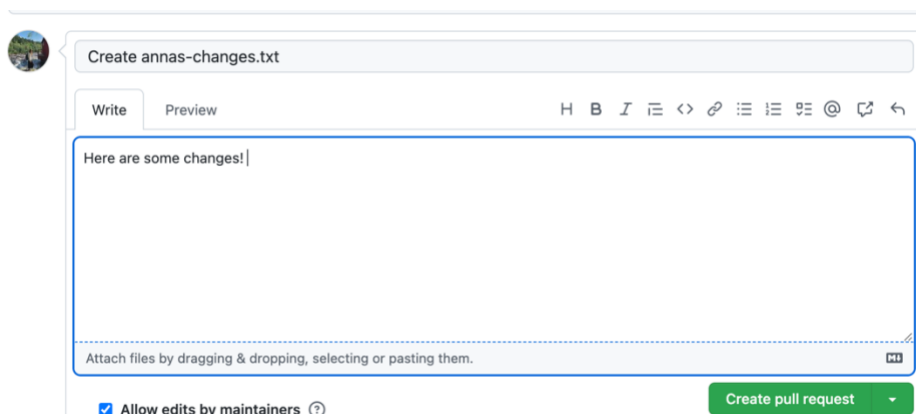 Create annas-changes.txt
Write Preview H B I <> @
Here are some changes!
Attach files by dragging & dropping, selecting or pasting them.
Create pull request
Allow edits by maintainers ?